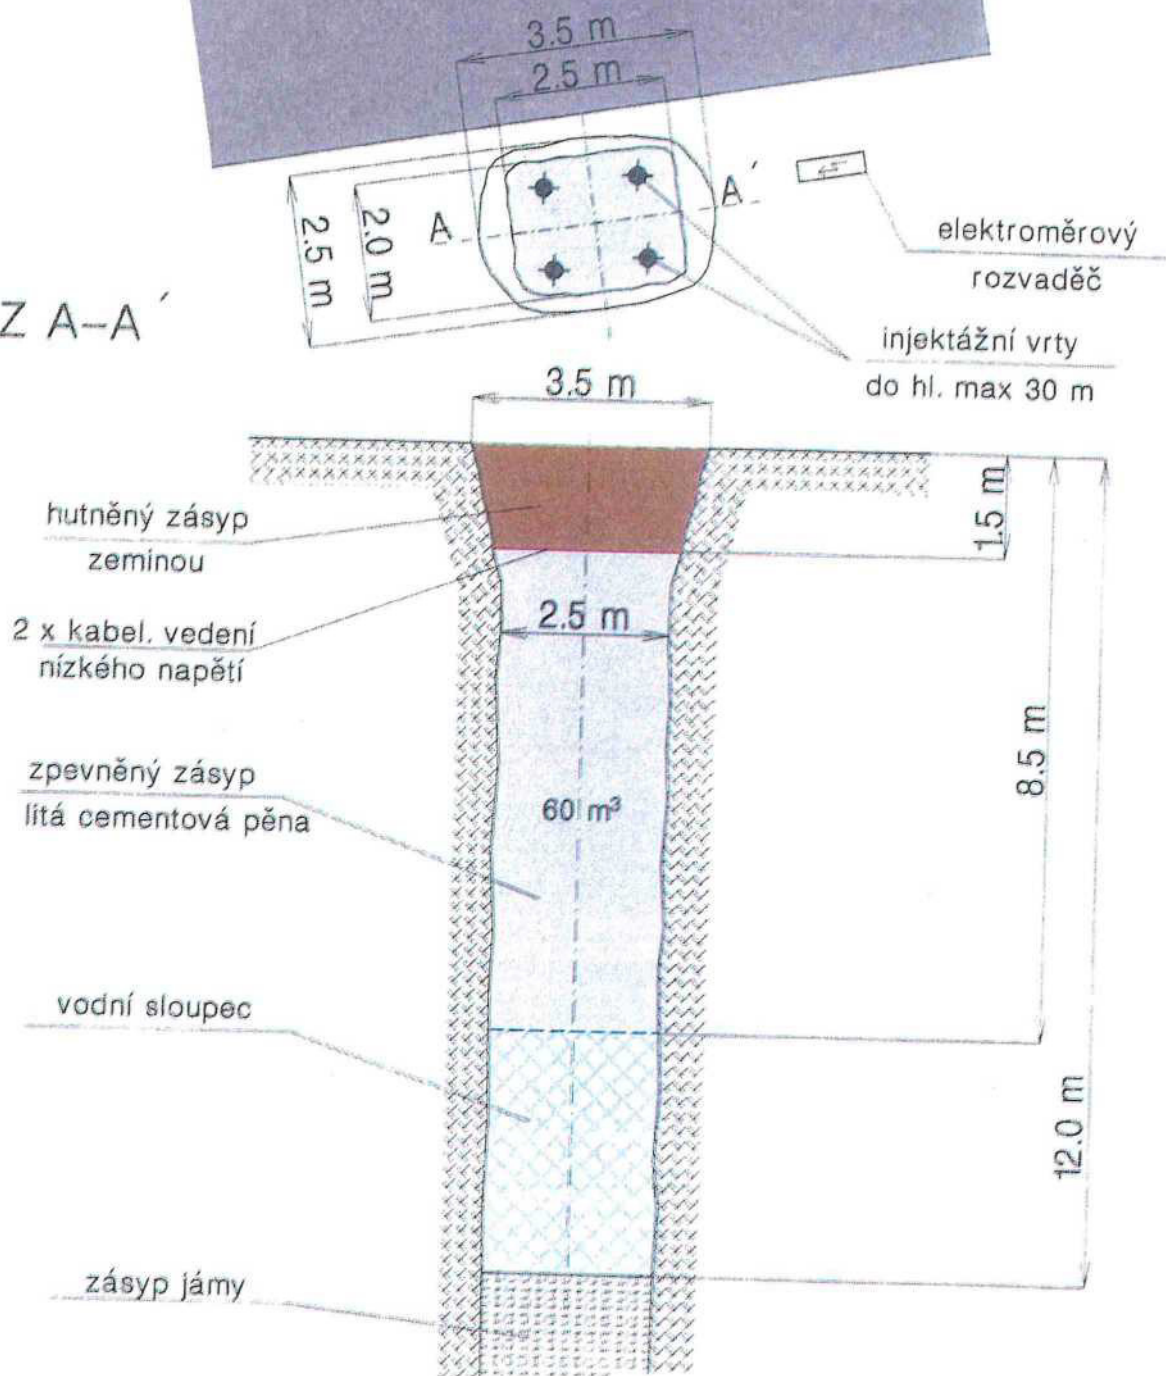 3.5 m
2.5 m
2.5 m
2.0 m
A
A´
elektroměrový
rozvaděč
Z A–A´
injektážní vrty
do hl. max 30 m
3.5 m
hutněný zásyp
zeminou
1.5 m
2 x kabel. vedení
nízkého napětí
2.5 m
8.5 m
zpevněný zásyp
litá cementová pěna
60 m³
vodní sloupec
12.0 m
zásyp jámy